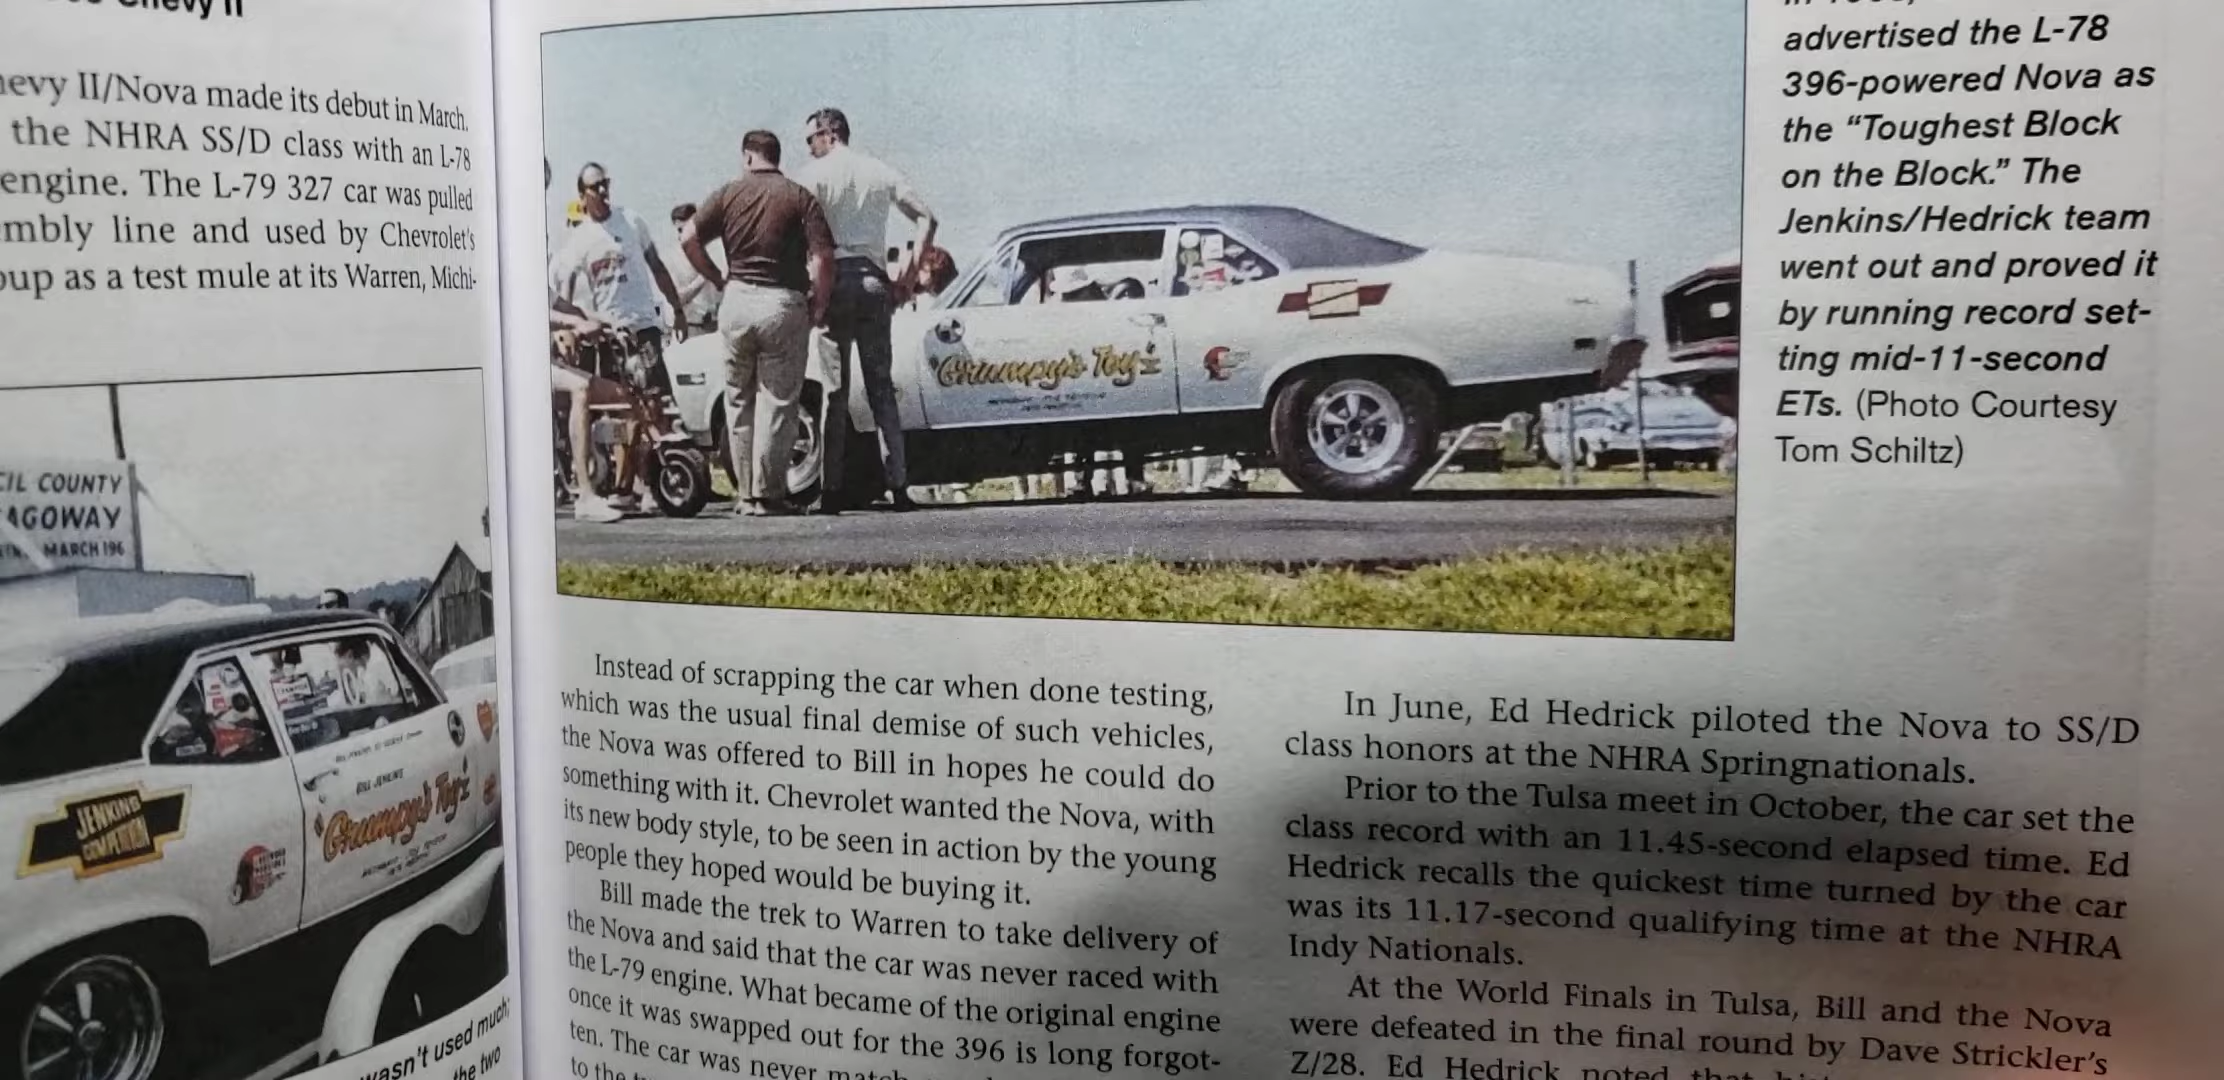 Chevy II
evy II/Nova made its debut in March.
the NHRA SS/D class with an L-78
engine. The L-79 327 car was pulled
mbly line and used by Chevrolet's
oup as a test mule at its Warren, Michi-
CIL COUNTY
AGOWAY
MARCH 196
JENKINS
COMPETITION
BILL JENKINS
"Grumpy's Toy"
wasn't used much;
the two
"Grumpy's Toy"
advertised the L-78
396-powered Nova as
the “Toughest Block
on the Block.” The
Jenkins/Hedrick team
went out and proved it
by running record set-
ting mid-11-second
ETs. (Photo Courtesy
Tom Schiltz)
Instead of scrapping the car when done testing,
which was the usual final demise of such vehicles,
the Nova was offered to Bill in hopes he could do
something with it. Chevrolet wanted the Nova, with
its new body style, to be seen in action by the young
people they hoped would be buying it.
Bill made the trek to Warren to take delivery of
the Nova and said that the car was never raced with
the L-79 engine. What became of the original engine
once it was swapped out for the 396 is long forgot-
ten. The car was never
to the
In June, Ed Hedrick piloted the Nova to SS/D
class honors at the NHRA Springnationals.
Prior to the Tulsa meet in October, the car set the
class record with an 11.45-second elapsed time. Ed
Hedrick recalls the quickest time turned by the car
was its 11.17-second qualifying time at the NHRA
Indy Nationals.
At the World Finals in Tulsa, Bill and the Nova
were defeated in the final round by Dave Strickler's
Z/28. Ed Hedrick noted that